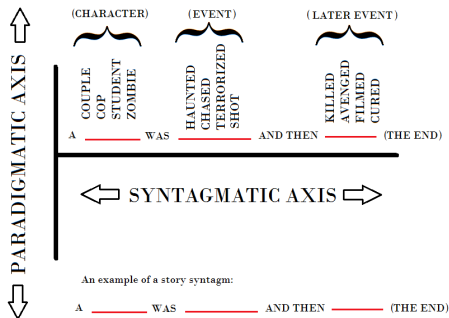 PARADIGMATIC AXIS
(CHARACTER) (EVENT) (LATER EVENT)
COUPLE
COP
STUDENT
ZOMBIE
HAUNTED
CHASED
TERRORIZED
SHOT
KILLED
AVENGED
FILMED
CURED
A WAS AND THEN (THE END)
SYNTAGMATIC AXIS
An example of a story syntagm:
A WAS AND THEN (THE END)